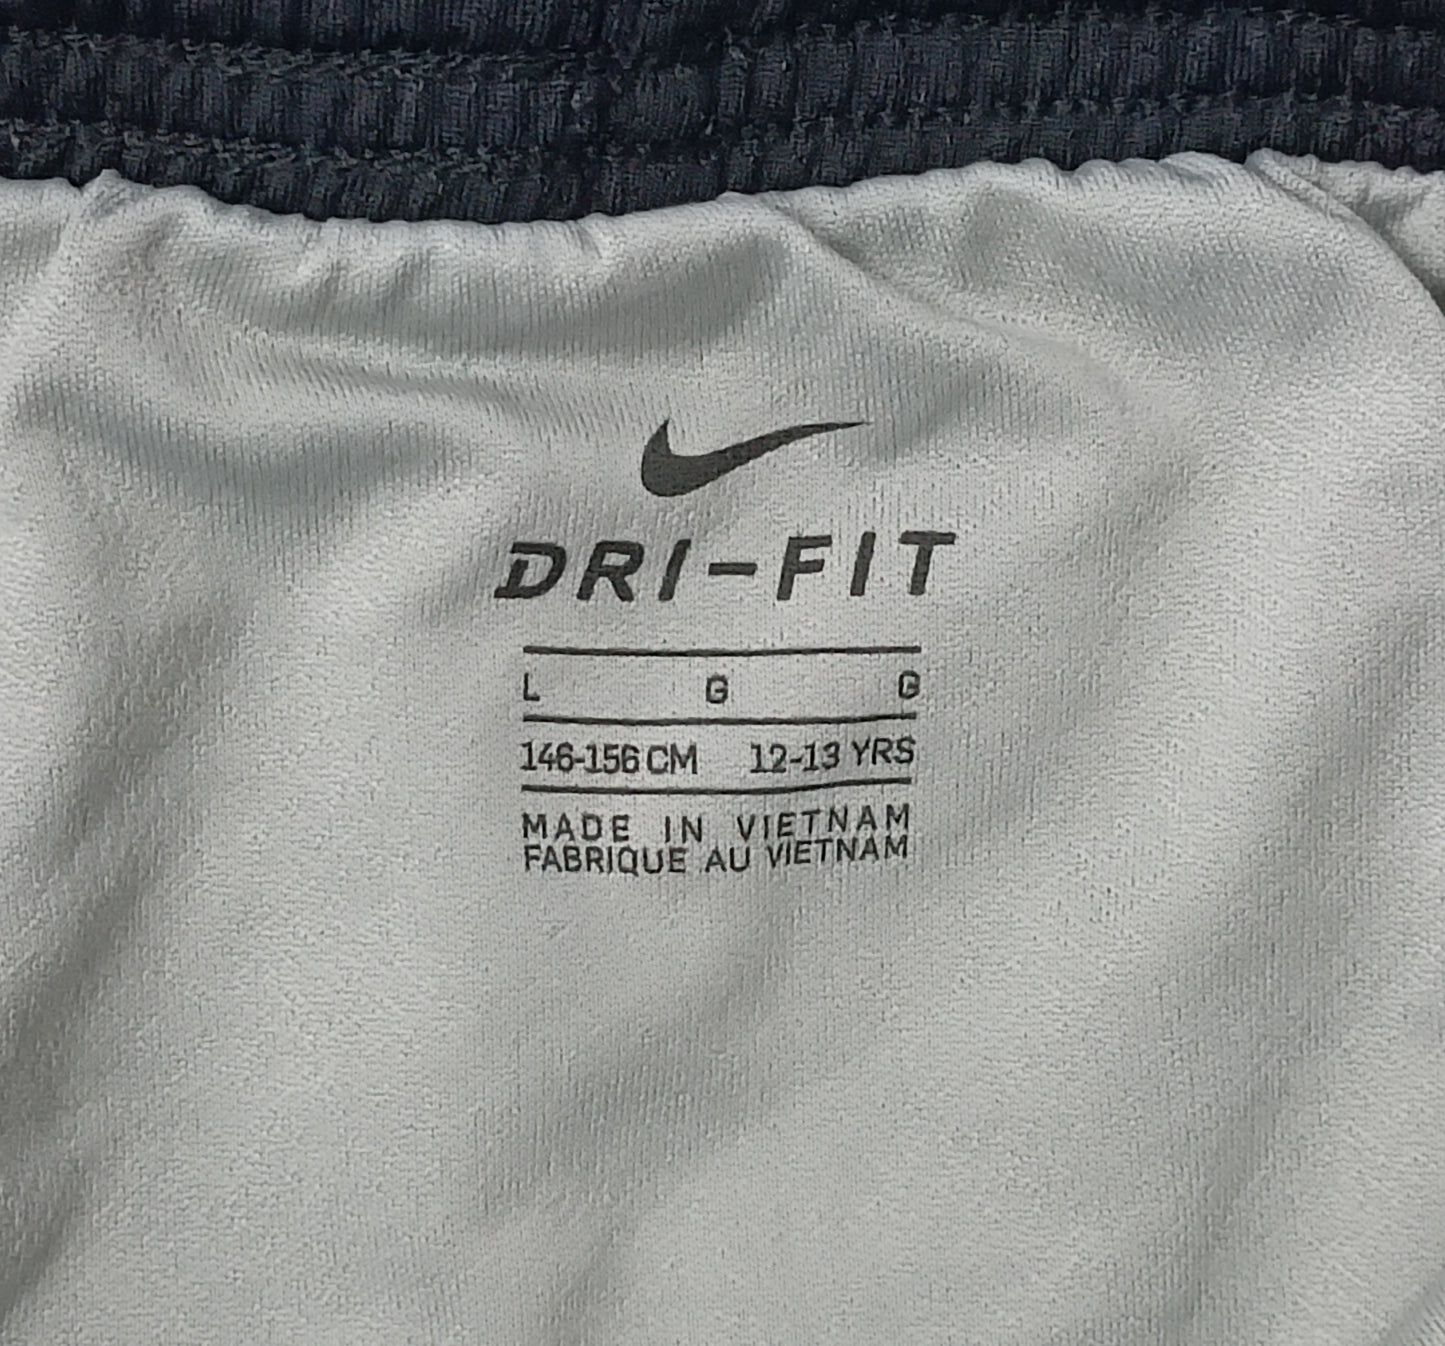 DRI-FIT
L G G
146-156 CM 12-13 YRS
MADE IN VIETNAM
FABRIQUE AU VIETNAM